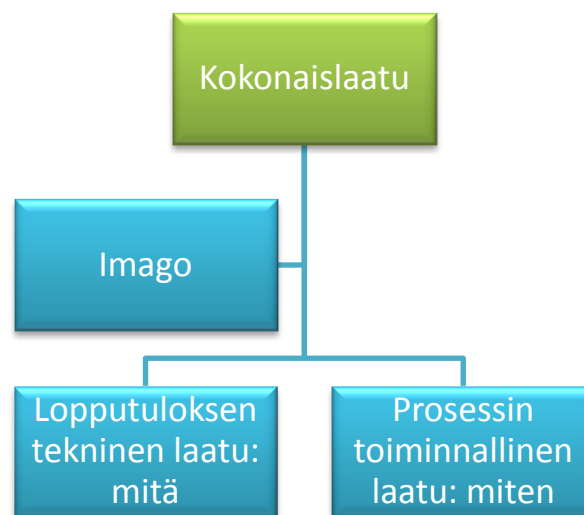 Kokonaislaatu
Imago
Lopputuloksen
tekninen laatu:
mitä
Prosessin
toiminnallinen
laatu: miten